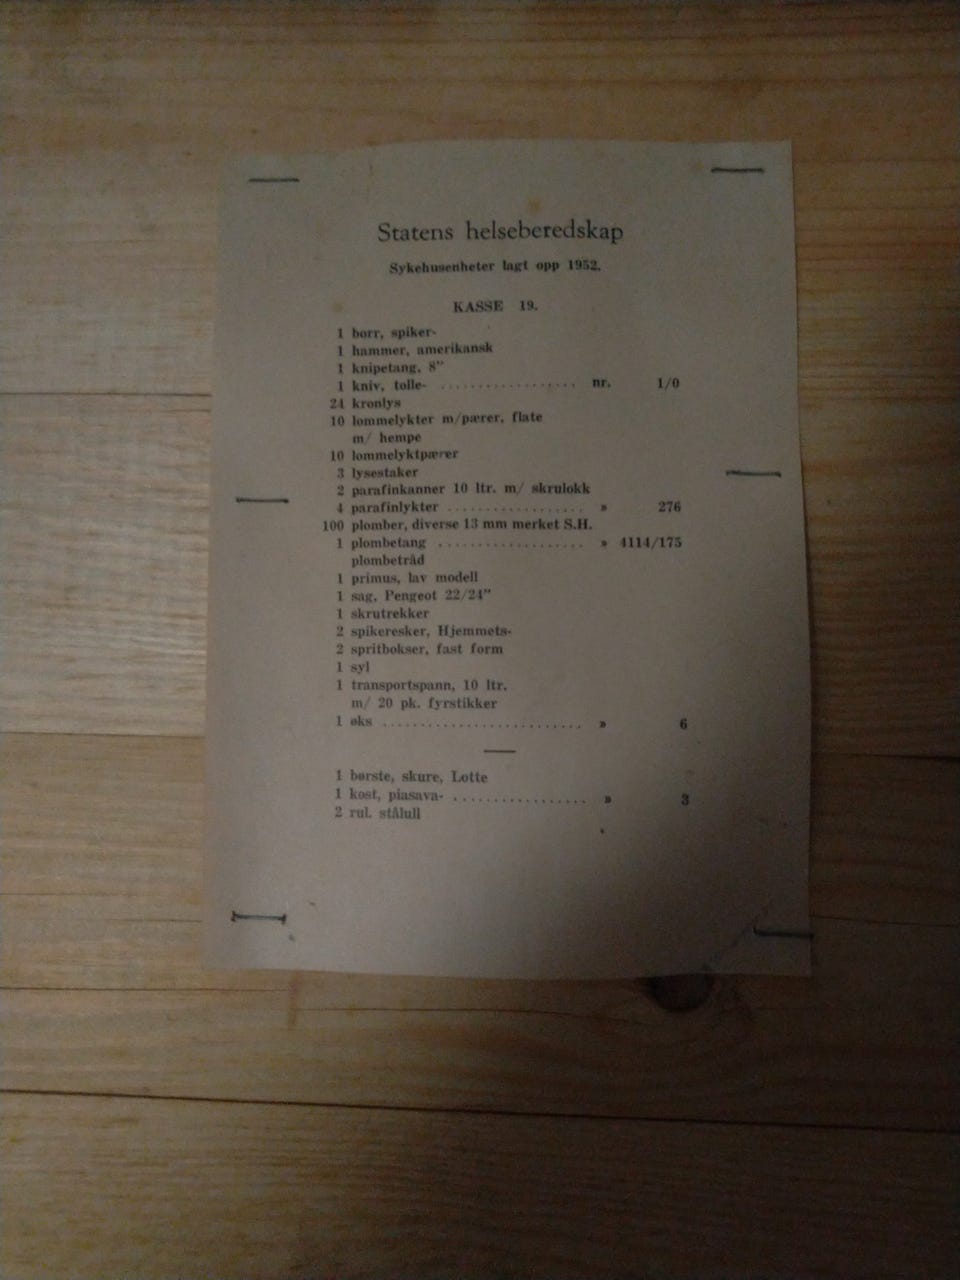 Statens helseberedskap
Sykehusenheter lagt opp 1952.
KASSE 19.
1 borr, spiker-
1 hammer, amerikansk
1 knipetang, 8"
1 kniv, tolle- .................. nr. 1/0
24 kronlys
10 lommelykter m/pærer, flate
m/ hempe
10 lommelyktpærer
3 lysestaker
2 parafinkanner 10 ltr. m/ skrulokk
4 parafinlykter .................. » 276
100 plomber, diverse 13 mm merket S.H.
1 plombetang ................... » 4114/175
plombetråd
1 primus, lav modell
1 sag, Pengeot 22/24"
1 skrutrekker
2 spikeresker, Hjemmets-
2 spritbokser, fast form
1 syl
1 transportspann, 10 ltr.
m/ 20 pk. fyrstikker
1 øks .......................... » 6
1 børste, skure, Lotte
1 kost, piasava- ................. » 3
2 rul. stålull